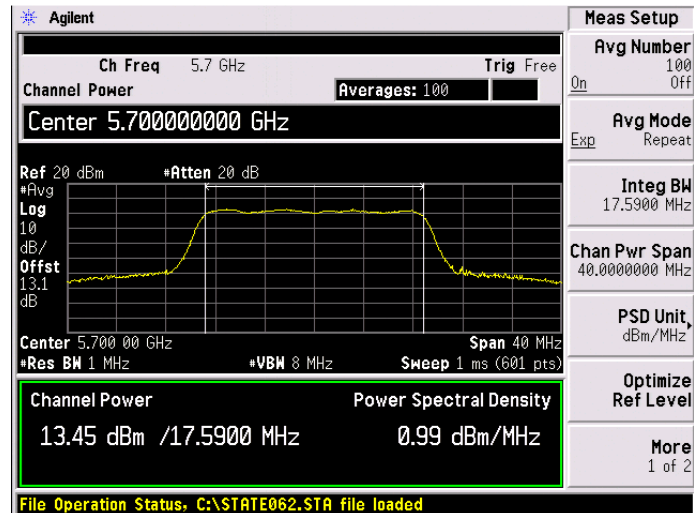 Agilent
Ch Freq 5.7 GHz Trig Free
Channel Power Averages: 100
Center 5.700000000 GHz
Ref 20 dBm #Atten 20 dB
#Avg
Log
10
dB/
Offst
13.1
dB
Center 5.700 00 GHz Span 40 MHz
#Res BW 1 MHz #VBW 8 MHz Sweep 1 ms (601 pts)
Channel Power Power Spectral Density
13.45 dBm /17.5900 MHz 0.99 dBm/MHz
File Operation Status, C:\STATE062.STA file loaded
Meas Setup
Avg Number
100
On Off
Avg Mode
Exp Repeat
Integ BW
17.5900 MHz
Chan Pwr Span
40.0000000 MHz
PSD Unit
dBm/MHz
Optimize
Ref Level
More
1 of 2